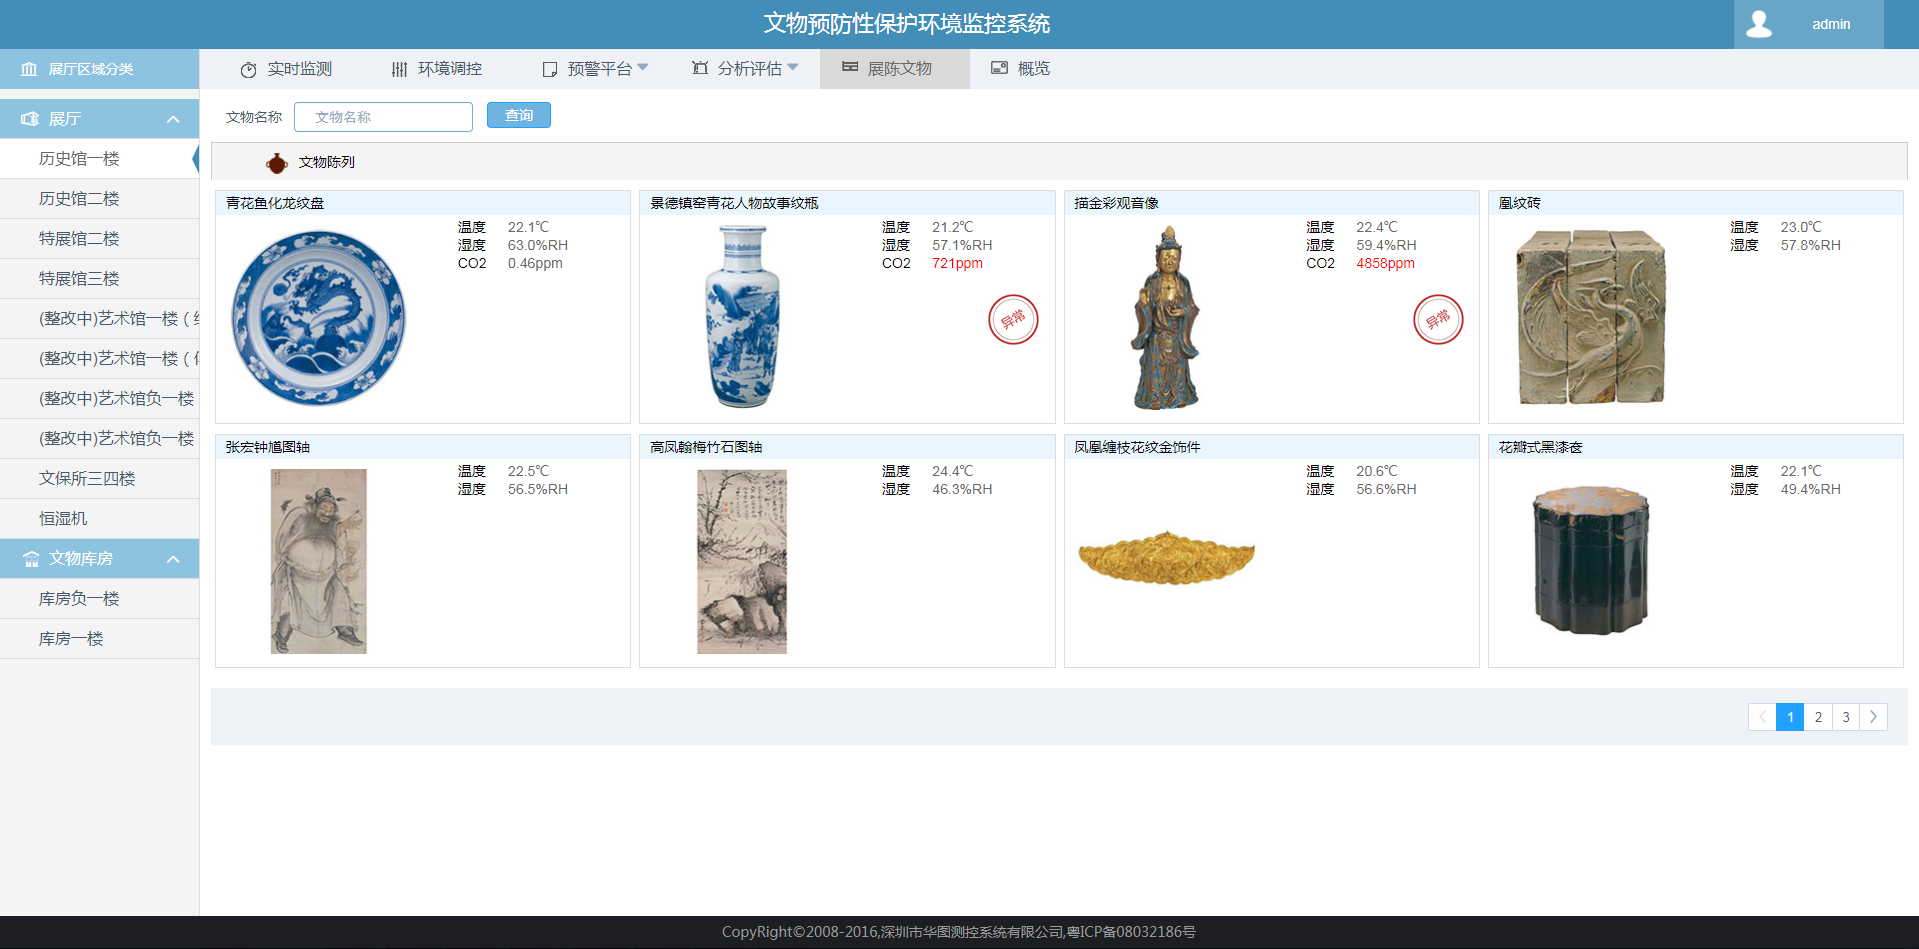 文物预防性保护环境监控系统
admin
展厅区域分类
实时监测
环境调控
预警平台
分析评估
展陈文物
概览
展厅
历史馆一楼
历史馆二楼
特展馆二楼
特展馆三楼
(整改中)艺术馆一楼（
(整改中)艺术馆一楼（
(整改中)艺术馆负一楼
(整改中)艺术馆负一楼
文保所三四楼
恒湿机
文物库房
库房负一楼
库房一楼
文物名称 文物名称 查询
文物陈列
青花鱼化龙纹盘
温度 22.1℃
湿度 63.0%RH
CO2 0.46ppm
景德镇窑青花人物故事纹瓶
温度 21.2℃
湿度 57.1%RH
CO2 721ppm
异常
描金彩观音像
温度 22.4℃
湿度 59.4%RH
CO2 4858ppm
异常
凰纹砖
温度 23.0℃
湿度 57.8%RH
张宏钟馗图轴
温度 22.5℃
湿度 56.5%RH
高凤翰梅竹石图轴
温度 24.4℃
湿度 46.3%RH
凤凰缠枝花纹金饰件
温度 20.6℃
湿度 56.6%RH
花瓣式黑漆奁
温度 22.1℃
湿度 49.4%RH
1 2 3
CopyRight©2008-2016,深圳市华图测控系统有限公司,粤ICP备08032186号